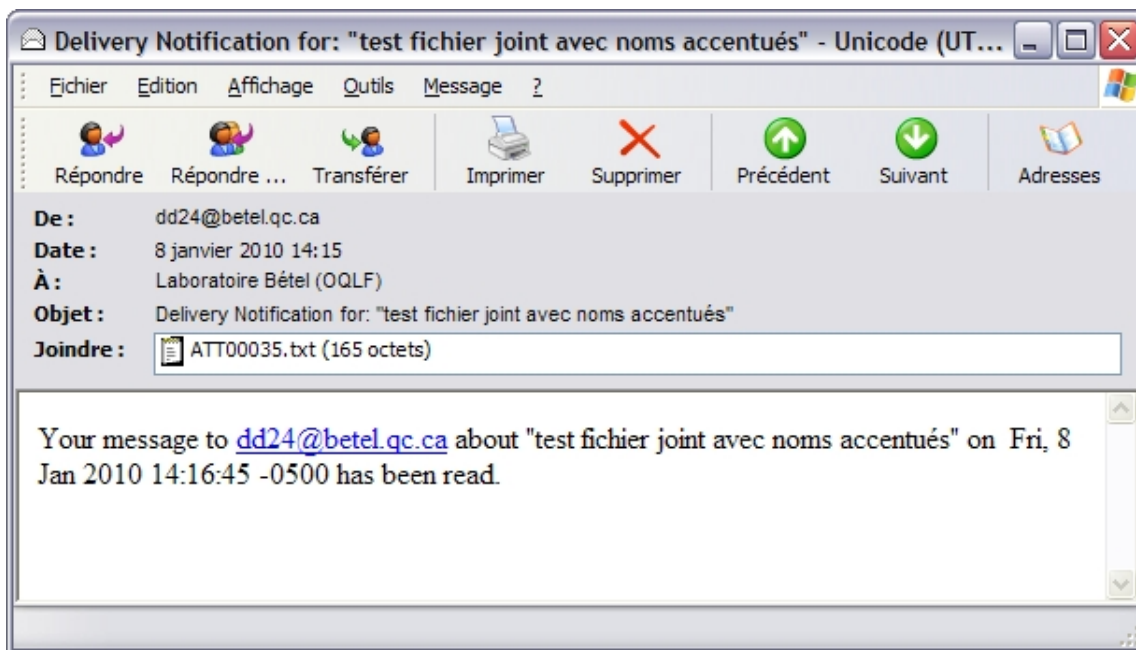 Delivery Notification for: "test fichier joint avec noms accentués" - Unicode (UT...
Fichier Edition Affichage Outils Message ?
Répondre Répondre ... Transférer Imprimer Supprimer Précédent Suivant Adresses
De : dd24@betel.qc.ca
Date : 8 janvier 2010 14:15
À : Laboratoire Bétel (OQLF)
Objet : Delivery Notification for: "test fichier joint avec noms accentués"
Joindre : ATT00035.txt (165 octets)
Your message to dd24@betel.qc.ca about "test fichier joint avec noms accentués" on Fri, 8
Jan 2010 14:16:45 -0500 has been read.